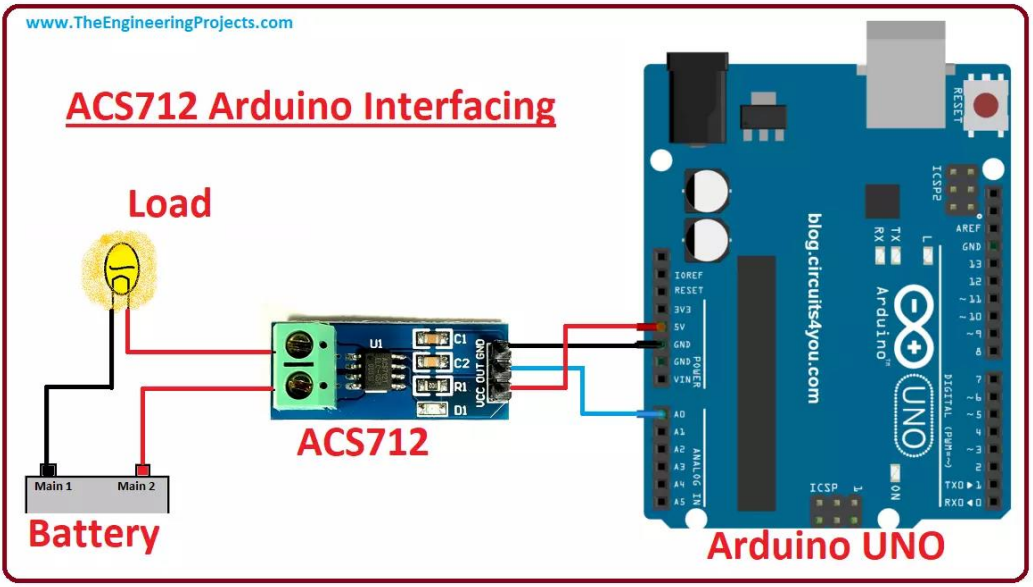 www.TheEngineeringProjects.com
ACS712 Arduino Interfacing
Load
Main 1
Main 2
Battery
U1
C1
C2
R1
D1
GND
OUT
VCC
ACS712
RESET
ICSP2
IOREF
RESET
3V3
5V
GND
GND
VIN
POWER
A0
A1
A2
A3
A4
A5
ANALOG IN
blog.circuits4you.com
RX
TX
L
Arduino™
UNO
ON
ICSP
1
AREF
GND
13
12
~11
~10
~9
8
7
~6
~5
4
~3
2
TX0▶1
RX0◀0
DIGITAL (PWM=~)
Arduino UNO